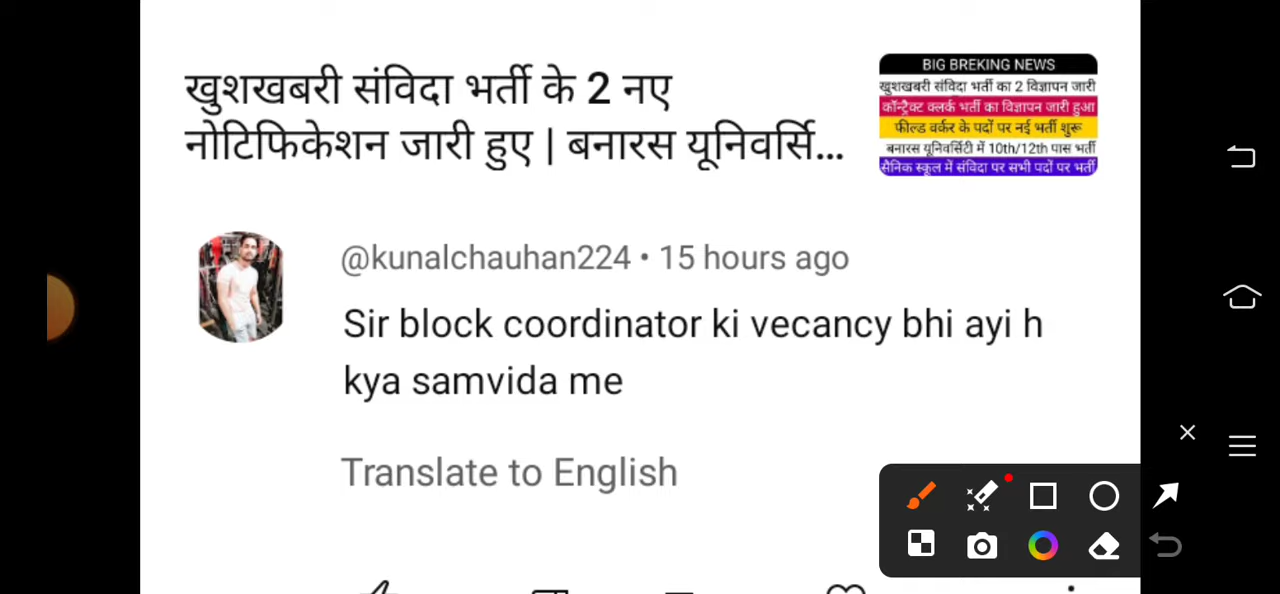 खुशखबरी संविदा भर्ती के 2 नए
नोटिफिकेशन जारी हुए | बनारस यूनिवर्सि...
BIG BREKING NEWS
खुशखबरी संविदा भर्ती का 2 विज्ञापन जारी
कॉन्ट्रैक्ट क्लर्क भर्ती का विज्ञापन जारी हुआ
फील्ड वर्कर के पदों पर नई भर्ती शुरू
बनारस यूनिवर्सिटी में 10th/12th पास भर्ती
सैनिक स्कूल में संविदा पर सभी पदों पर भर्ती
@kunalchauhan224 • 15 hours ago
Sir block coordinator ki vecancy bhi ayi h
kya samvida me
Translate to English